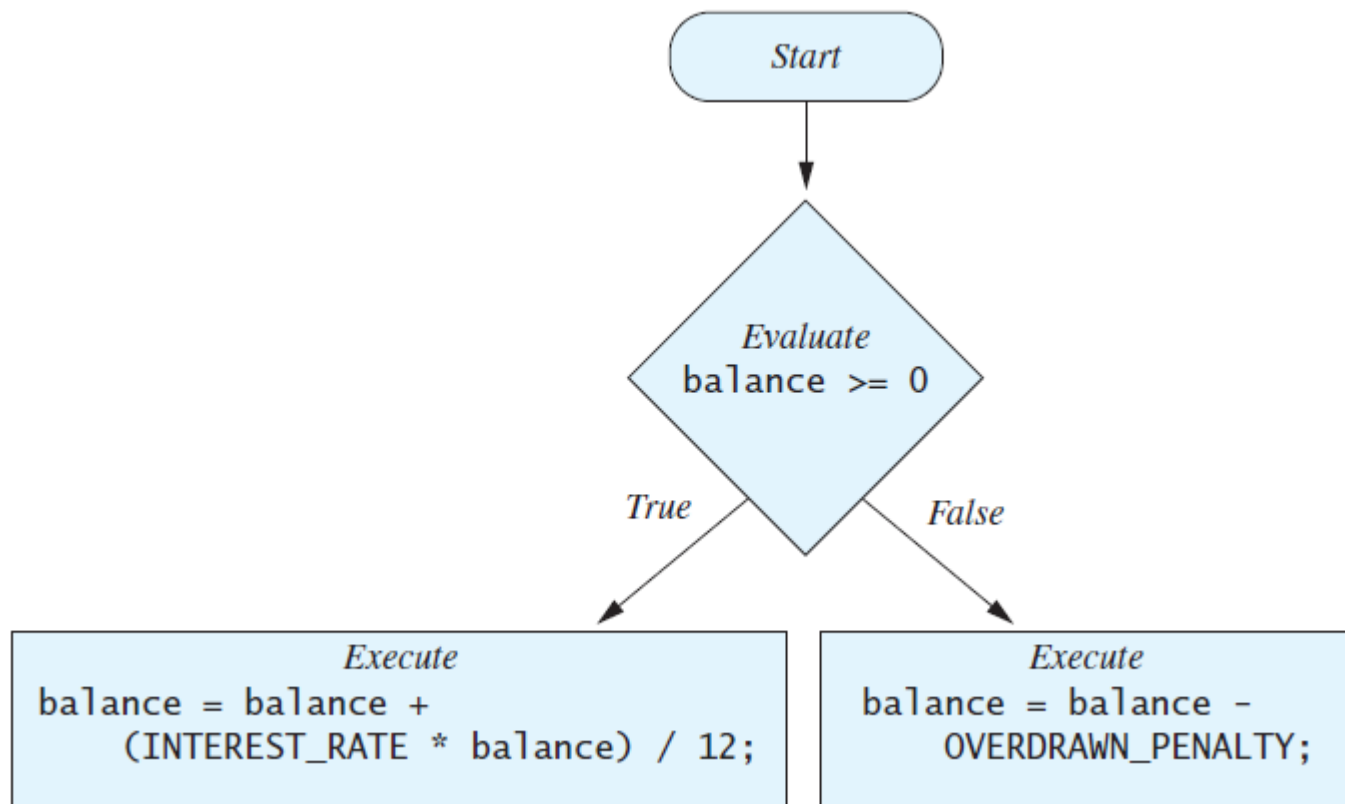 Start
Evaluate
balance >= 0
True
False
Execute
balance = balance +
(INTEREST_RATE * balance) / 12;
Execute
balance = balance -
OVERDRAWN_PENALTY;